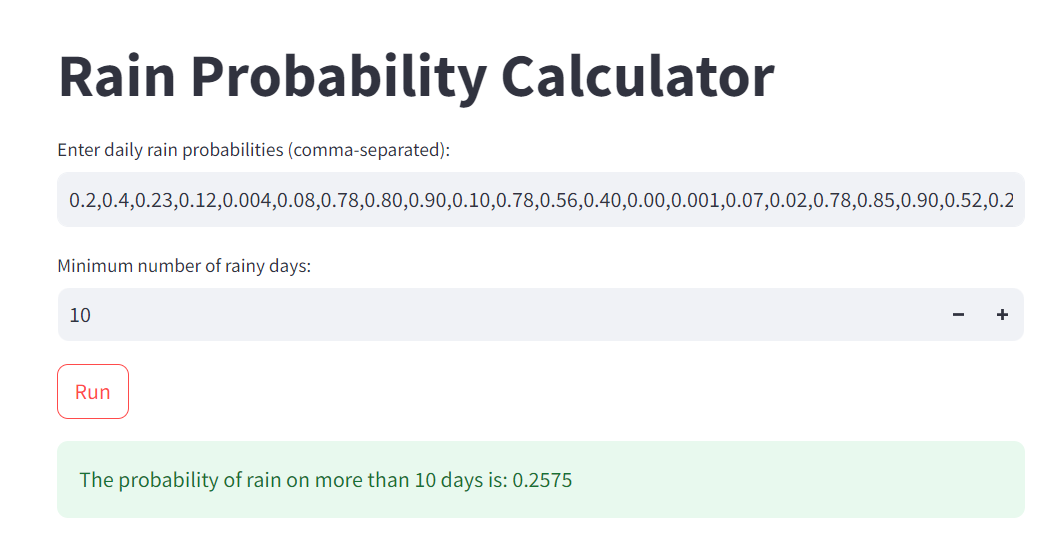 Rain Probability Calculator
Enter daily rain probabilities (comma-separated):
0.2,0.4,0.23,0.12,0.004,0.08,0.78,0.80,0.90,0.10,0.78,0.56,0.40,0.00,0.001,0.07,0.02,0.78,0.85,0.90,0.52,0.2
Minimum number of rainy days:
10 − +
Run
The probability of rain on more than 10 days is: 0.2575